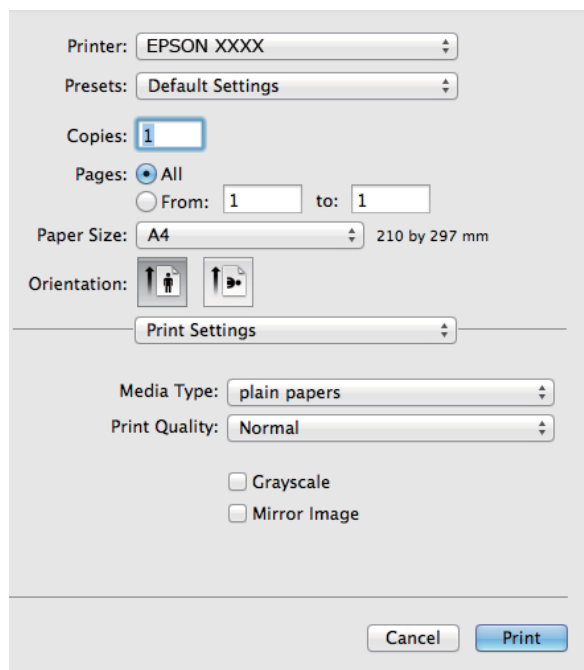 Printer: EPSON XXXX
Presets: Default Settings
Copies: 1
Pages: All
From: 1 to: 1
Paper Size: A4 210 by 297 mm
Orientation:
Print Settings
Media Type: plain papers
Print Quality: Normal
Grayscale
Mirror Image
Cancel Print